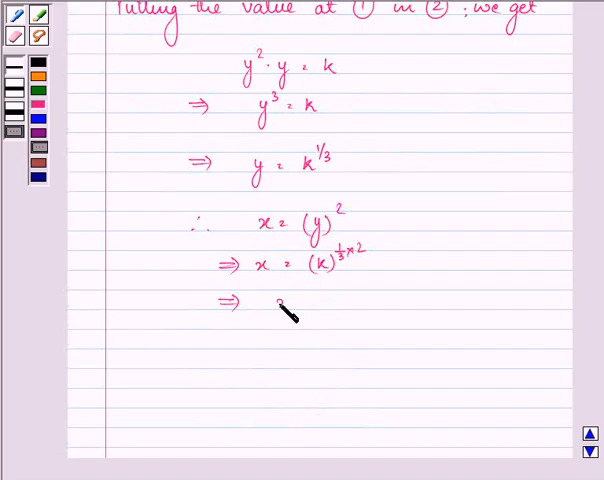 Putting the value at ① in ② ; we get
y² · y = k
⇒ y³ = k
⇒ y = k^{1/3}
∴ x = (y)²
⇒ x = (k)^{1/3 × 2}
⇒